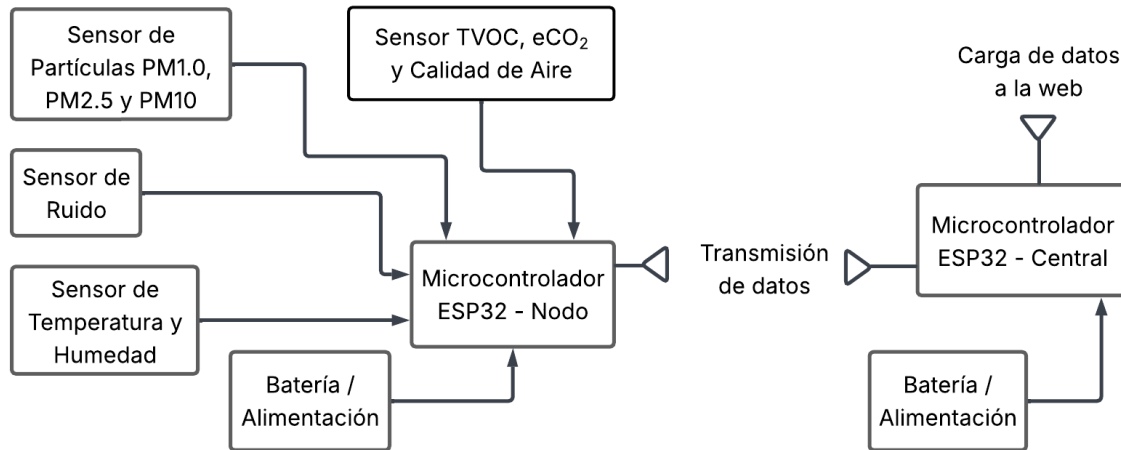 Sensor de
Partículas PM1.0,
PM2.5 y PM10
Sensor TVOC, eCO₂
y Calidad de Aire
Sensor de
Ruido
Sensor de
Temperatura y
Humedad
Batería /
Alimentación
Microcontrolador
ESP32 - Nodo
Transmisión
de datos
Carga de datos
a la web
Microcontrolador
ESP32 - Central
Batería /
Alimentación